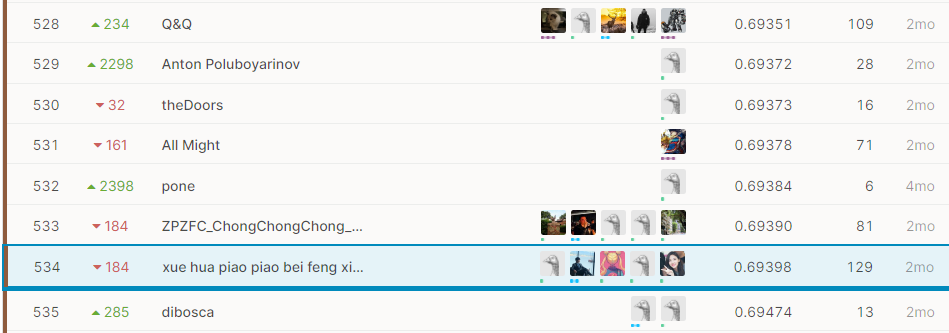 528 234 Q&Q 0.69351 109 2mo
529 2298 Anton Poluboyarinov 0.69372 28 2mo
530 32 theDoors 0.69373 16 2mo
531 161 All Might 0.69378 71 2mo
532 2398 pone 0.69384 6 4mo
533 184 ZPZFC_ChongChongChong_... 0.69390 81 2mo
534 184 xue hua piao piao bei feng xi... 0.69398 129 2mo
535 285 dibosca 0.69474 13 2mo